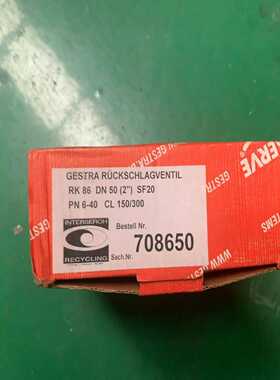 GESTRA RÜCKSCHLAGVENTIL
RK 86 DN 50 (2") SF20
PN 6-40 CL 150/300
Bestell Nr.
INTERSEROH
708650
RECYCLING
Sach.Nr.